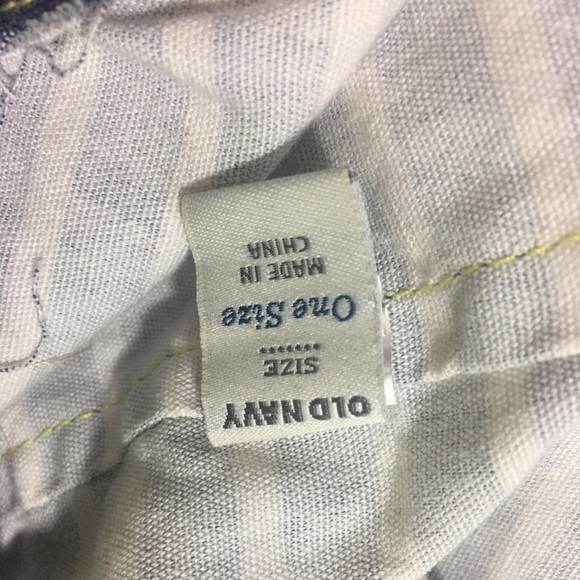 OLD NAVY
SIZE
......
One Size
MADE IN
CHINA